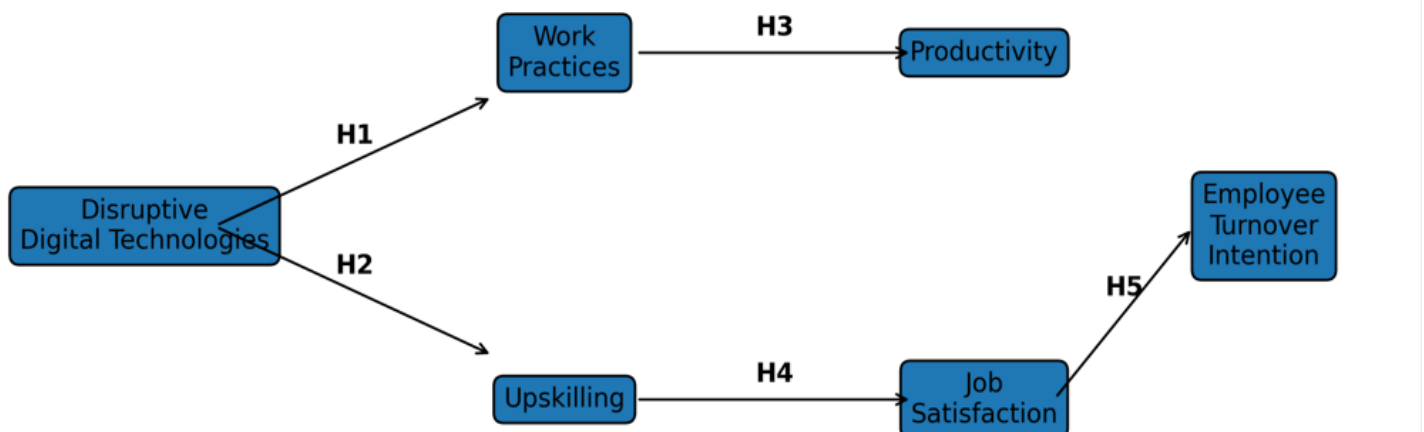 Work
Practices
H3
Productivity
H1
Disruptive
Digital Technologies
Employee
Turnover
Intention
H2
H5
Upskilling
H4
Job
Satisfaction